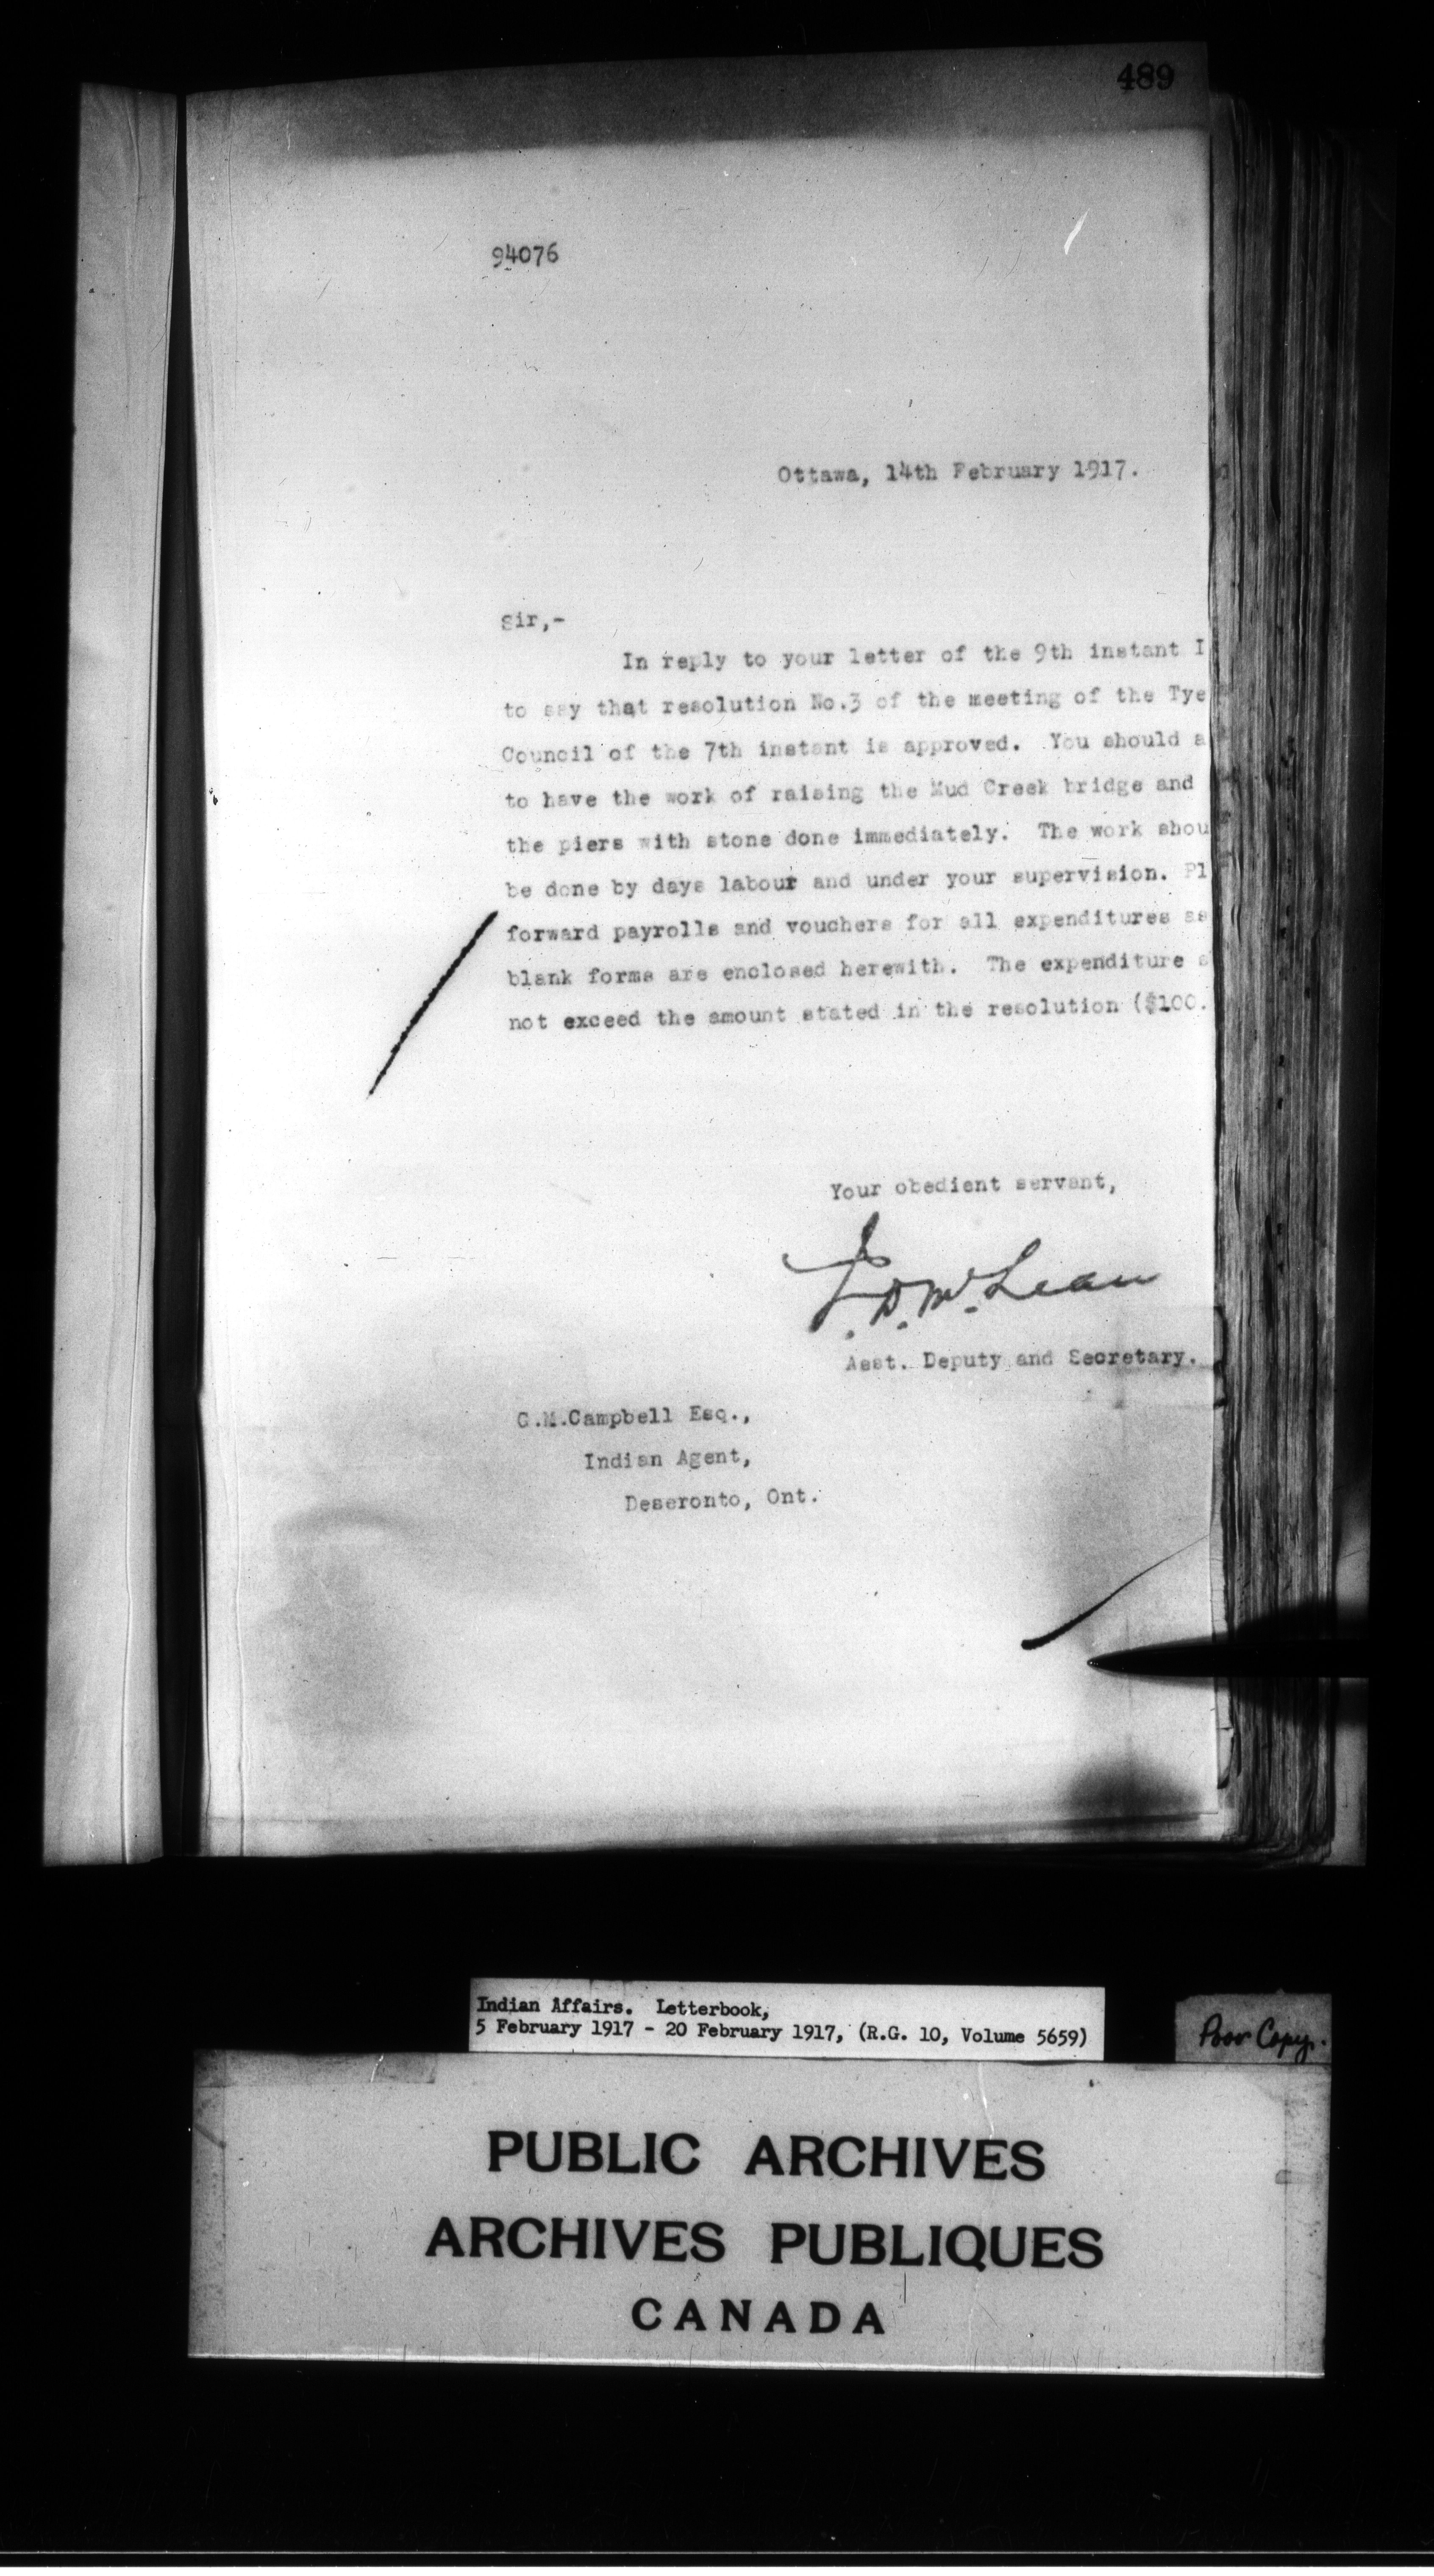 489
94076
Ottawa, 14th February 1917.
Sir,-
In reply to your letter of the 9th instant I
to say that resolution No.3 of the meeting of the Tye
Council of the 7th instant is approved. You should a
to have the work of raising the Mud Creek bridge and
the piers with stone done immediately. The work shou
be done by days labour and under your supervision. Pl
forward payrolls and vouchers for all expenditures as
blank forms are enclosed herewith. The expenditure s
not exceed the amount stated in the resolution ($100.
Your obedient servant,
J.D. McLean
Asst. Deputy and Secretary.
G.M.Campbell Esq.,
Indian Agent,
Deseronto, Ont.
Indian Affairs. Letterbook,
5 February 1917 - 20 February 1917, (R.G. 10, Volume 5659)
Poor Copy.
PUBLIC ARCHIVES
ARCHIVES PUBLIQUES
CANADA